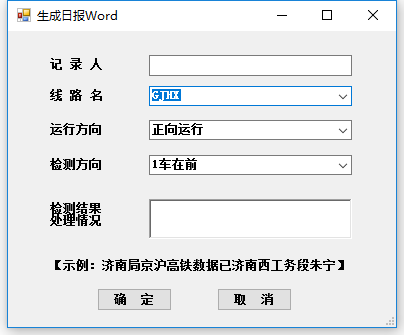 生成日报Word
记 录 人
线 路 名 GJHX
运行方向 正向运行
检测方向 1车在前
检测结果
处理情况
【示例：济南局京沪高铁数据已济南西工务段朱宁】
确 定 取 消